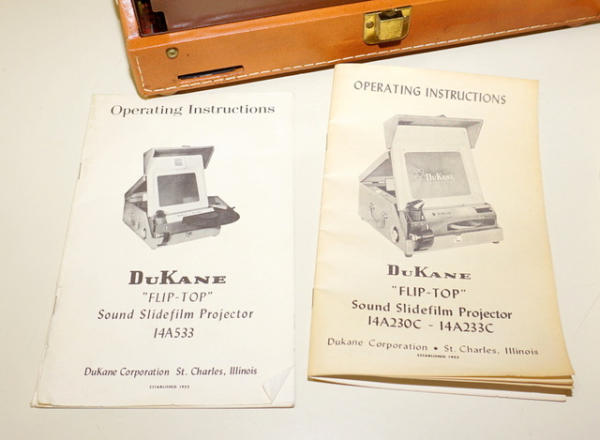 Operating Instructions
DUKANE
"FLIP-TOP"
Sound Slidefilm Projector
14A533
DuKane Corporation St. Charles, Illinois
ESTABLISHED 1922
OPERATING INSTRUCTIONS
DuKane
DUKANE
"FLIP-TOP"
Sound Slidefilm Projector
14A230C - 14A233C
DuKane Corporation • St. Charles, Illinois
ESTABLISHED 1922